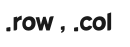 .row , .col